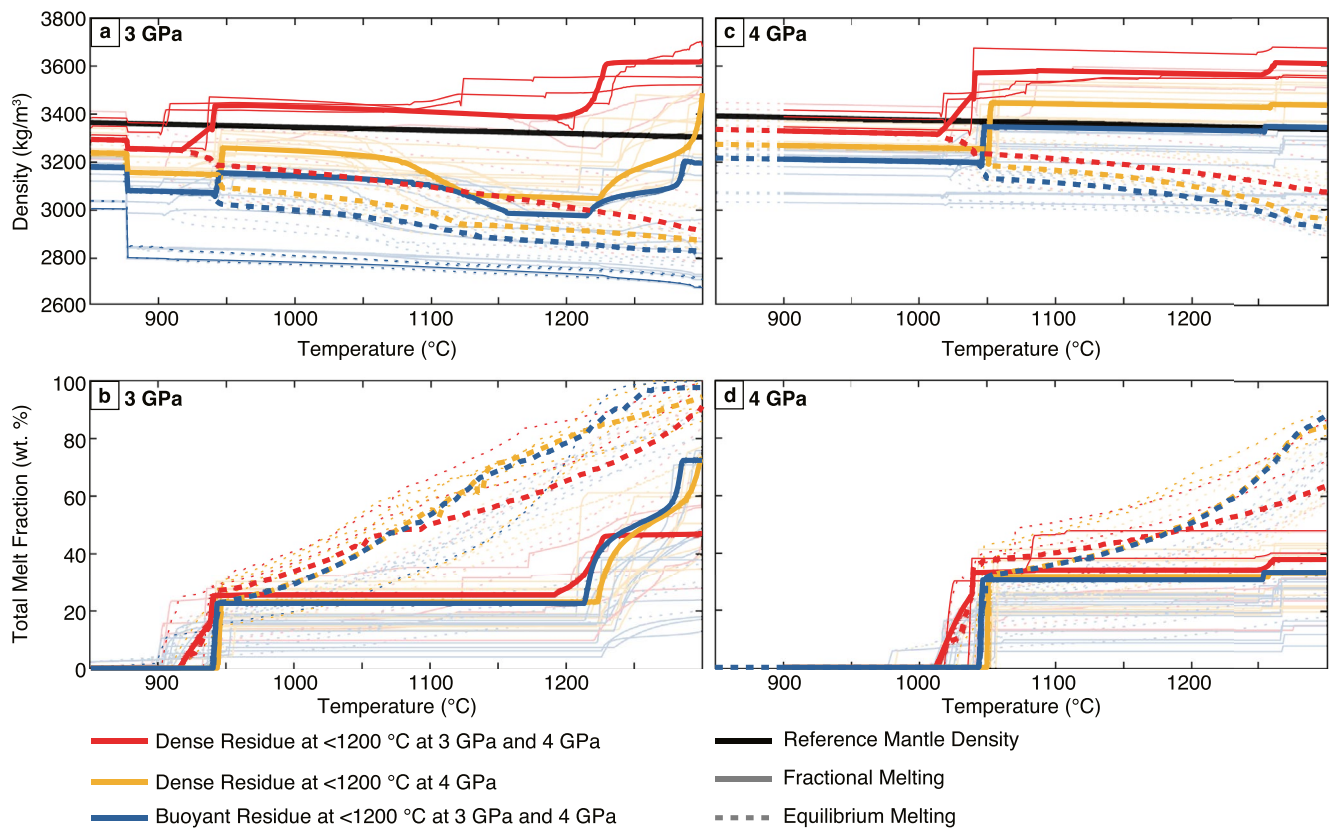 a 3 GPa
c 4 GPa
Density (kg/m³)
3800
3600
3400
3200
3000
2800
2600
900 1000 1100 1200
900 1000 1100 1200
Temperature (°C)
Temperature (°C)
b 3 GPa
d 4 GPa
Total Melt Fraction (wt. %)
100
80
60
40
20
0
900 1000 1100 1200
900 1000 1100 1200
Temperature (°C)
Temperature (°C)
Dense Residue at <1200 °C at 3 GPa and 4 GPa
Dense Residue at <1200 °C at 4 GPa
Buoyant Residue at <1200 °C at 3 GPa and 4 GPa
Reference Mantle Density
Fractional Melting
Equilibrium Melting